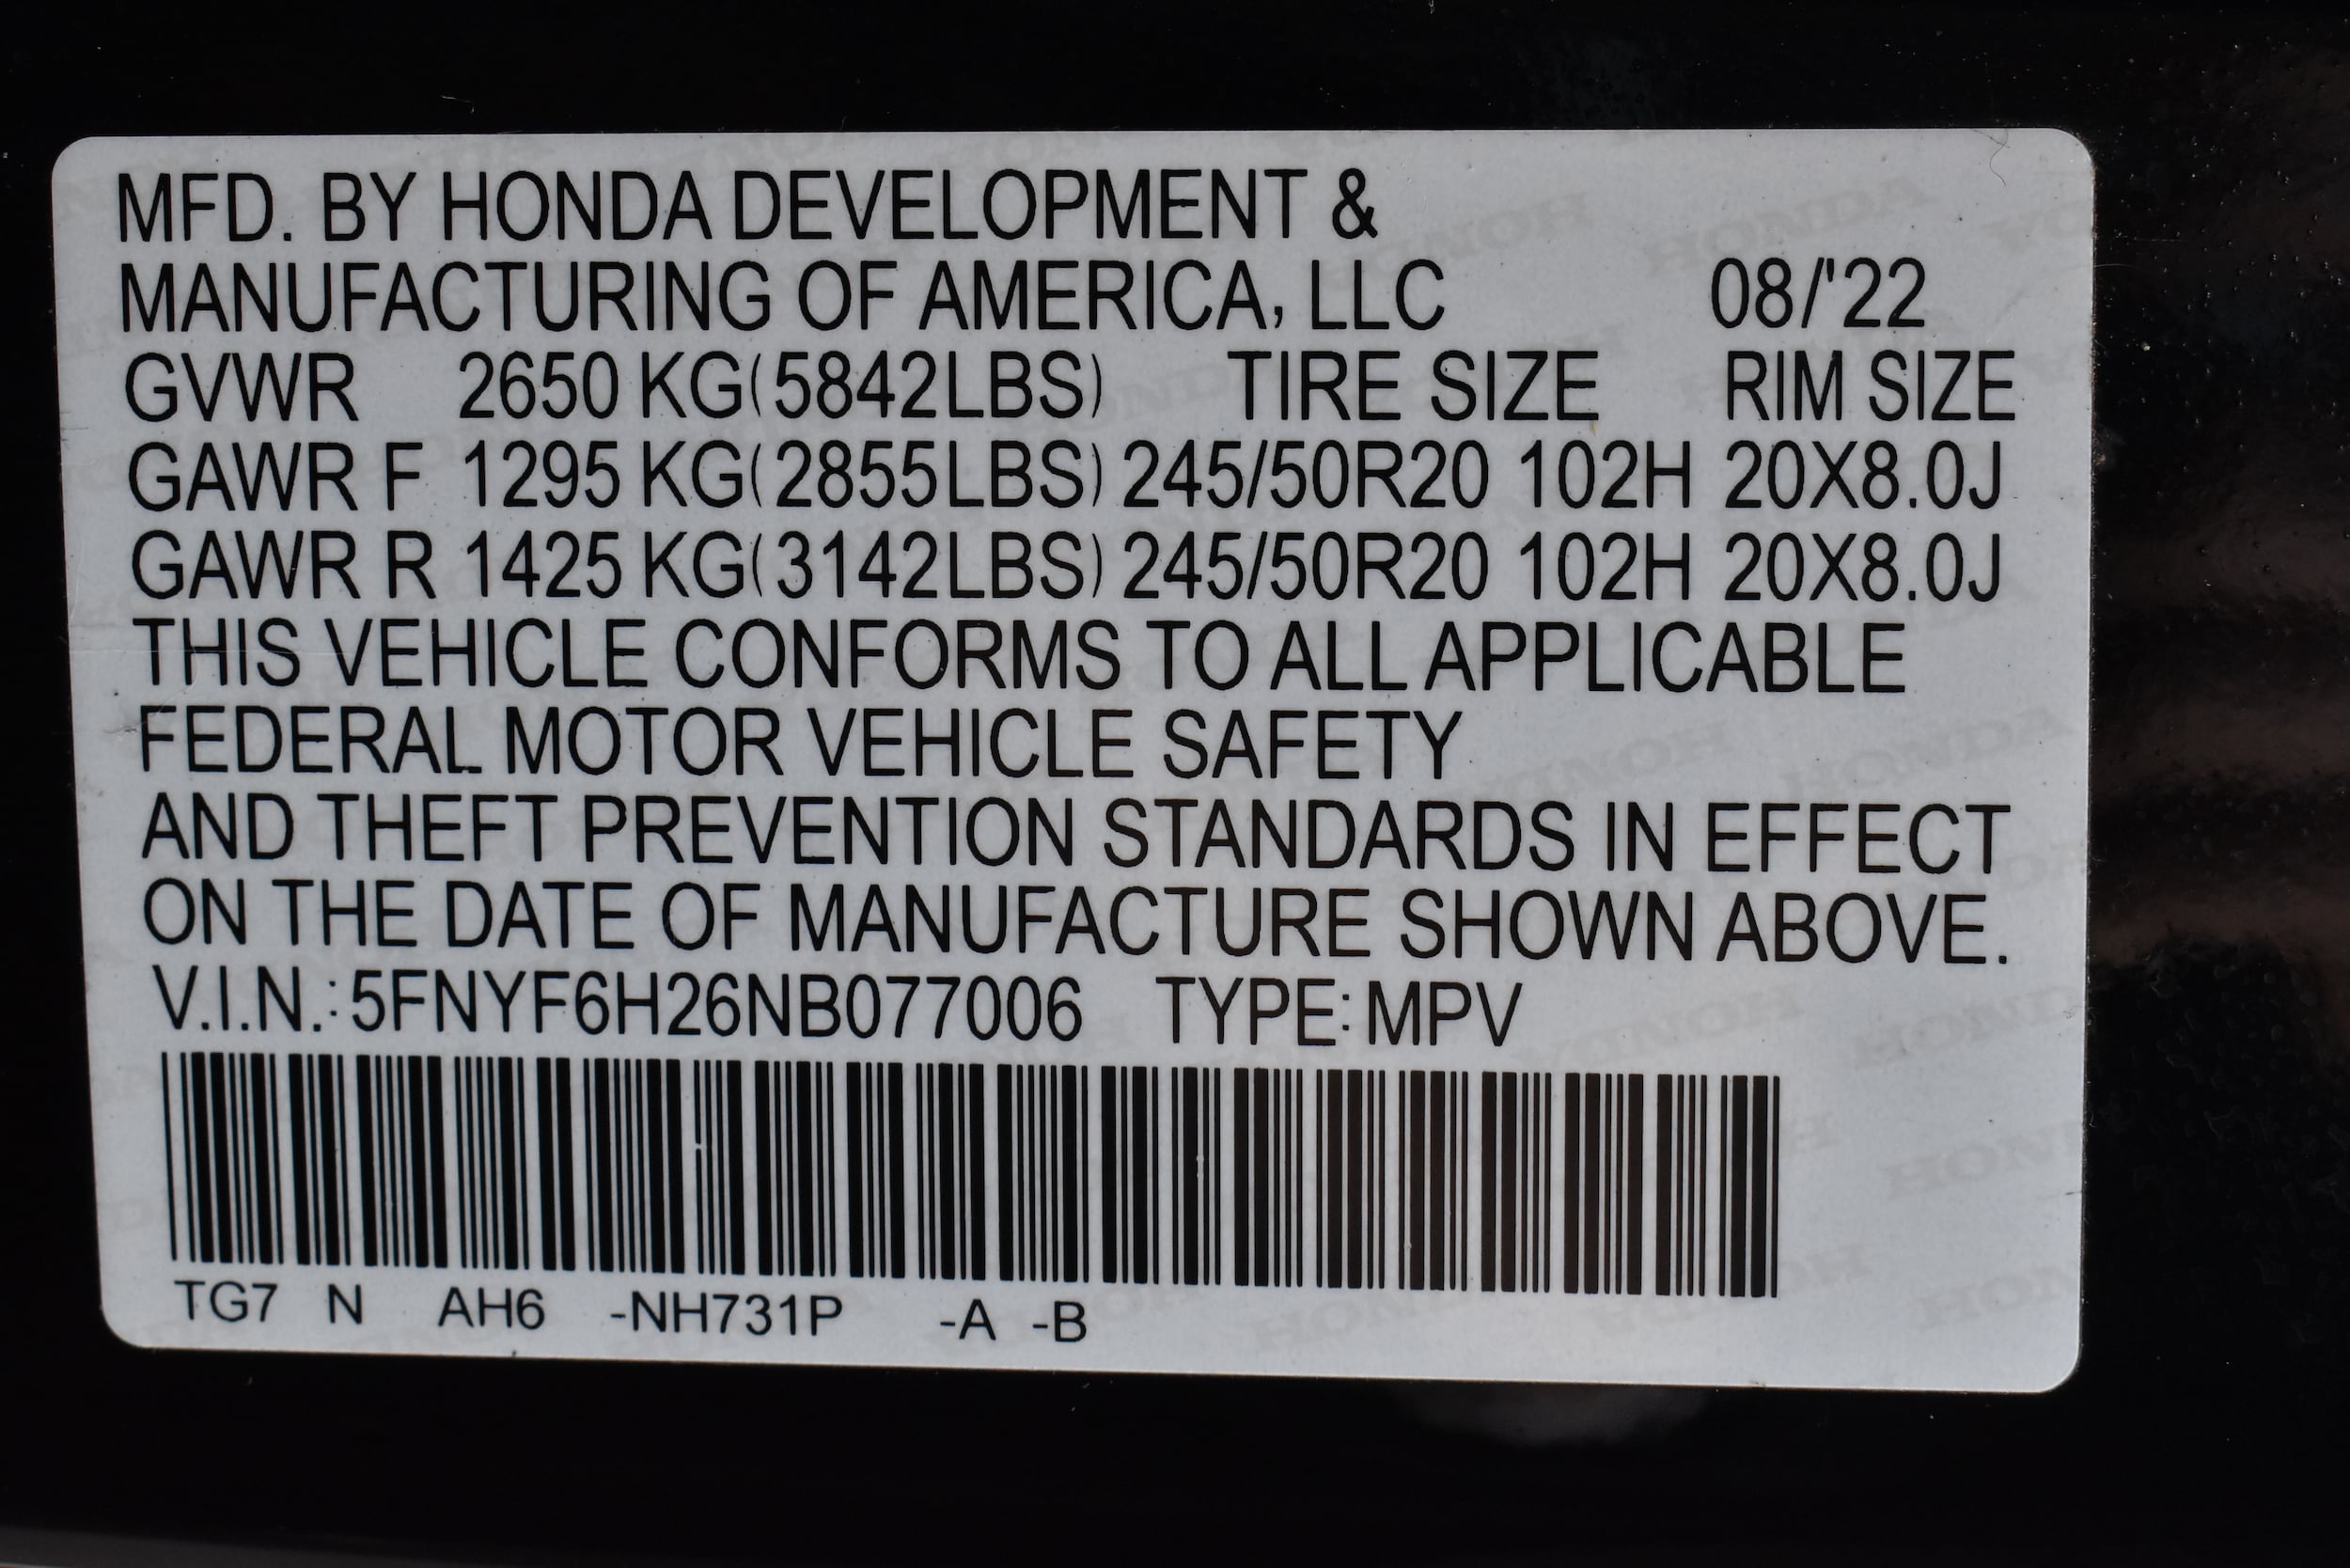 MFD. BY HONDA DEVELOPMENT &
MANUFACTURING OF AMERICA, LLC 08/'22
GVWR 2650 KG(5842LBS) TIRE SIZE RIM SIZE
GAWR F 1295 KG(2855LBS) 245/50R20 102H 20X8.0J
GAWR R 1425 KG(3142LBS) 245/50R20 102H 20X8.0J
THIS VEHICLE CONFORMS TO ALL APPLICABLE
FEDERAL MOTOR VEHICLE SAFETY
AND THEFT PREVENTION STANDARDS IN EFFECT
ON THE DATE OF MANUFACTURE SHOWN ABOVE.
V.I.N.:5FNYF6H26NB077006 TYPE:MPV
TG7 N AH6 -NH731P -A -B